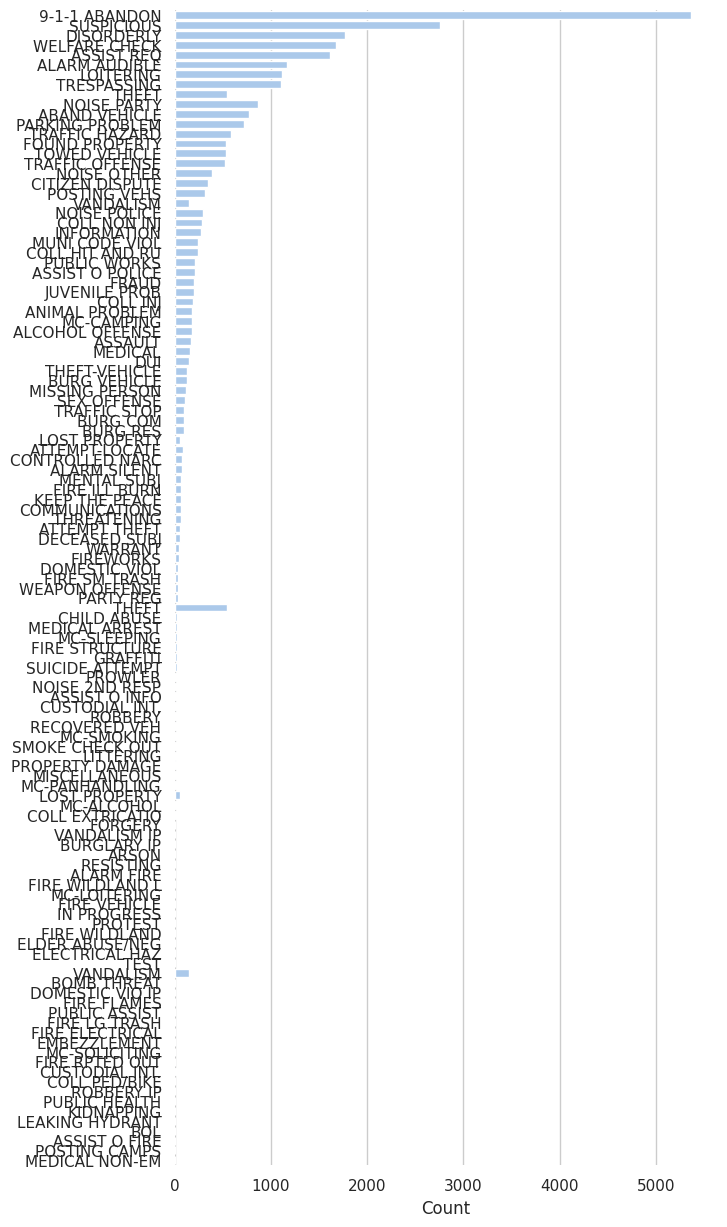 9-1-1 ABANDON
SUSPICIOUS
DISORDERLY
WELFARE CHECK
ASSIST REQ
ALARM AUDIBLE
LOITERING
TRESPASSING
THEFT
NOISE PARTY
ABAND VEHICLE
PARKING PROBLEM
TRAFFIC HAZARD
FOUND PROPERTY
TOWED VEHICLE
TRAFFIC OFFENSE
NOISE OTHER
CITIZEN DISPUTE
POSTING VEHS
VANDALISM
NOISE POLICE
COLL NON INJ
INFORMATION
MUNI CODE VIOL
COLL HIT AND RU
PUBLIC WORKS
ASSIST O POLICE
FRAUD
JUVENILE PROB
COLL INJ
ANIMAL PROBLEM
MC-CAMPING
ALCOHOL OFFENSE
ASSAULT
MEDICAL
DUI
THEFT-VEHICLE
BURG VEHICLE
MISSING PERSON
SEX OFFENSE
TRAFFIC STOP
BURG COM
BURG RES
LOST PROPERTY
ATTEMPT-LOCATE
CONTROLLED NARC
ALARM SILENT
MENTAL SUBJ
FIRE ILL BURN
KEEP THE PEACE
COMMUNICATIONS
THREATENING
ATTEMPT THEFT
DECEASED SUBJ
WARRANT
FIREWORKS
DOMESTIC VIOL
FIRE SM TRASH
WEAPON OFFENSE
PARTY REG
THEFT
CHILD ABUSE
MEDICAL ARREST
MC-SLEEPING
FIRE STRUCTURE
GRAFFITI
SUICIDE ATTEMPT
PROWLER
NOISE 2ND RESP
ASSIST O INFO
CUSTODIAL INT.
ROBBERY
RECOVERED VEH
MC-SMOKING
SMOKE CHECK OUT
LITTERING
PROPERTY DAMAGE
MISCELLANEOUS
MC-PANHANDLING
LOST PROPERTY
MC-ALCOHOL
COLL EXTRICATIO
FORGERY
VANDALISM IP
BURGLARY IP
ARSON
RESISTING
ALARM FIRE
FIRE WILDLAND L
MC-LOITERING
FIRE VEHICLE
IN PROGRESS
PROTEST
FIRE WILDLAND
ELDER ABUSE/NEG
ELECTRICAL HAZ
TEST
VANDALISM
BOMB THREAT
DOMESTIC VIO IP
FIRE FLAMES
PUBLIC ASSIST
FIRE LG TRASH
FIRE ELECTRICAL
EMBEZZLEMENT
MC-SOLICITING
FIRE RPTED OUT
CUSTODIAL INT
COLL PED/BIKE
ROBBERY IP
PUBLIC HEALTH
KIDNAPPING
LEAKING HYDRANT
BOL
ASSIST O FIRE
POSTING CAMPS
MEDICAL NON-EM
0 1000 2000 3000 4000 5000
Count